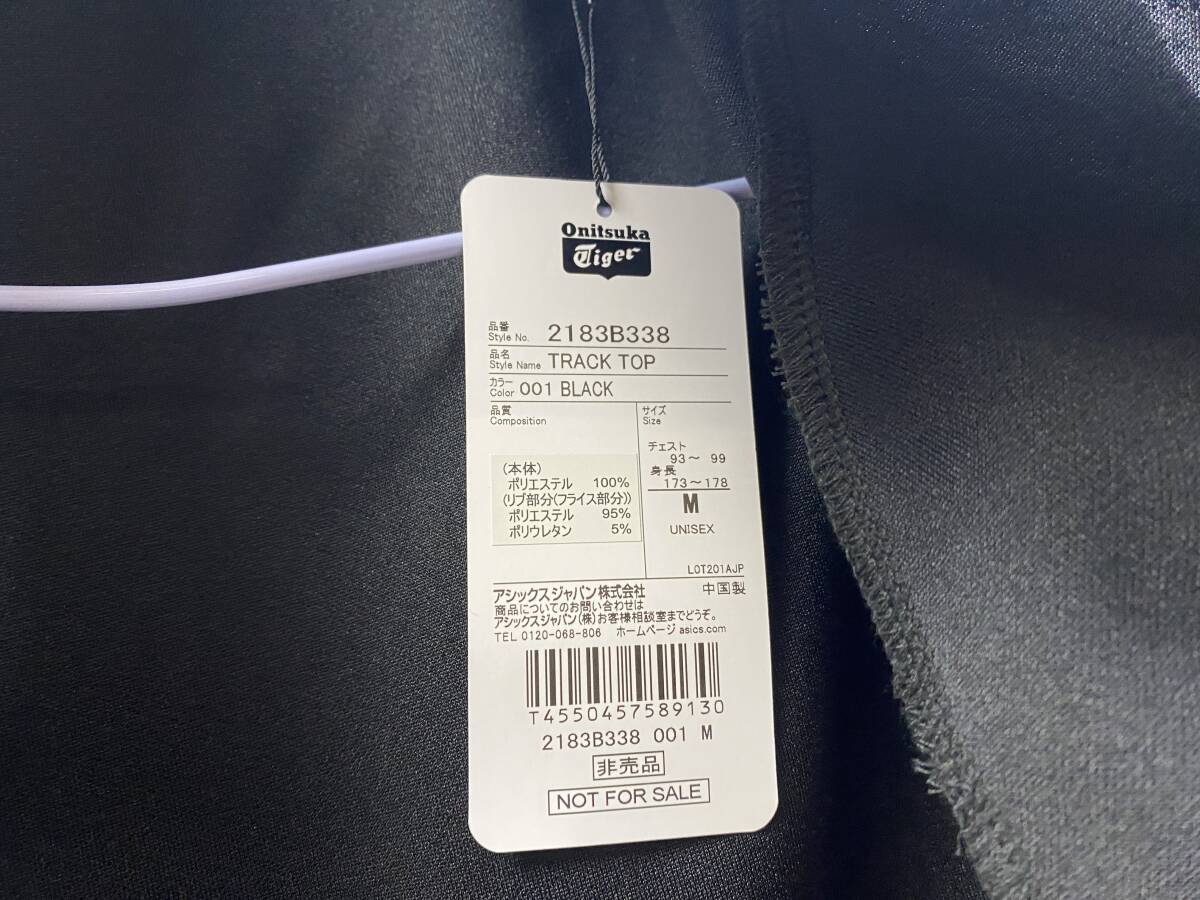 Onitsuka
Tiger
品番
Style No. 2183B338
品名
Style Name TRACK TOP
カラー
Color 001 BLACK
品質
Composition
(本体)
ポリエステル 100%
(リブ部分(フライス部分))
ポリエステル 95%
ポリウレタン 5%
サイズ
Size
チェスト
93～ 99
身長
173～178
M
UNISEX
LOT201AJP
アシックスジャパン株式会社 中国製
商品についてのお問い合わせは
アシックスジャパン(株)お客様相談室までどうぞ。
TEL 0120-068-806 ホームページ asics.com
T4550457589130
2183B338 001 M
非売品
NOT FOR SALE